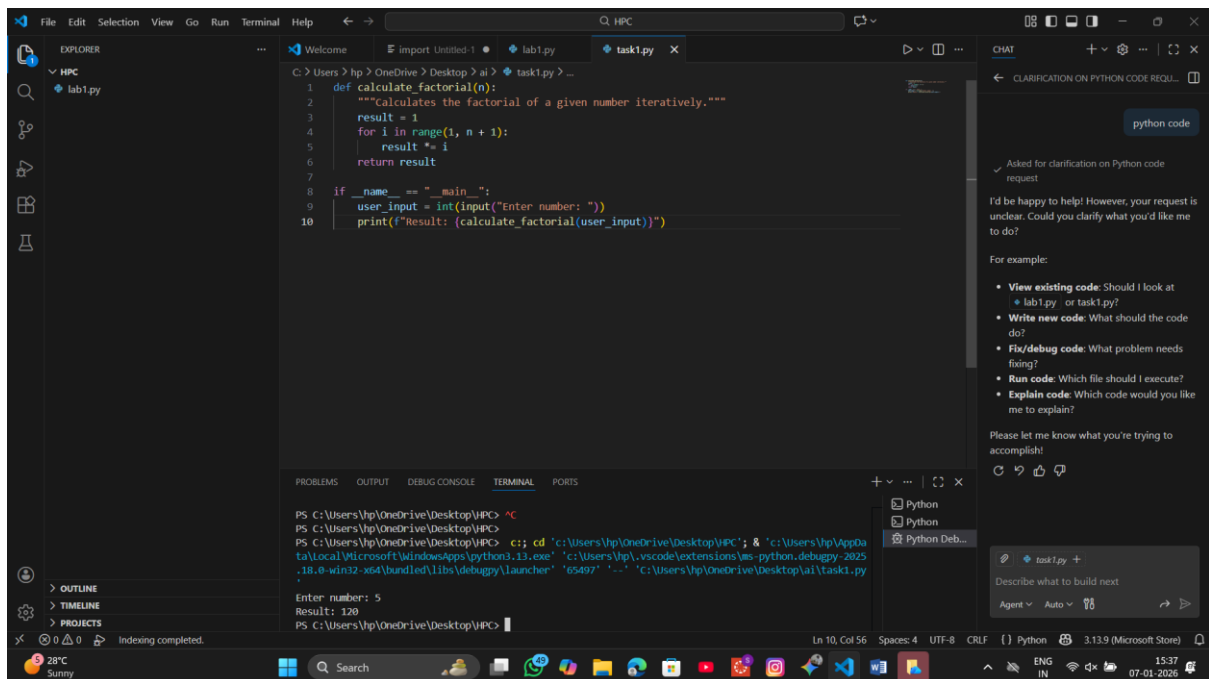 File Edit Selection View Go Run Terminal Help
HPC
EXPLORER
HPC
lab1.py
OUTLINE
TIMELINE
PROJECTS
Welcome import Untitled-1 lab1.py task1.py
C: > Users > hp > OneDrive > Desktop > ai > task1.py > ...
1 def calculate_factorial(n):
2 """Calculates the factorial of a given number iteratively."""
3 result = 1
4 for i in range(1, n + 1):
5 result *= i
6 return result
7
8 if __name__ == "__main__":
9 user_input = int(input("Enter number: "))
10 print(f"Result: {calculate_factorial(user_input)}")
PROBLEMS OUTPUT DEBUG CONSOLE TERMINAL PORTS
PS C:\Users\hp\OneDrive\Desktop\HPC> ^C
PS C:\Users\hp\OneDrive\Desktop\HPC>
PS C:\Users\hp\OneDrive\Desktop\HPC> c:; cd 'c:\Users\hp\OneDrive\Desktop\HPC'; & 'c:\Users\hp\AppDa
ta\Local\Microsoft\WindowsApps\python3.13.exe' 'c:\Users\hp\.vscode\extensions\ms-python.debugpy-2025
.18.0-win32-x64\bundled\libs\debugpy\launcher' '65497' '--' 'C:\Users\hp\OneDrive\Desktop\ai\task1.py
'
Enter number: 5
Result: 120
PS C:\Users\hp\OneDrive\Desktop\HPC>
Python
Python
Python Deb...
CHAT
CLARIFICATION ON PYTHON CODE REQU...
python code
Asked for clarification on Python code
request
I'd be happy to help! However, your request is
unclear. Could you clarify what you'd like me
to do?
For example:
• View existing code: Should I look at
lab1.py or task1.py?
• Write new code: What should the code
do?
• Fix/debug code: What problem needs
fixing?
• Run code: Which file should I execute?
• Explain code: Which code would you like
me to explain?
Please let me know what you're trying to
accomplish!
task1.py +
Describe what to build next
Agent Auto
0 0 Indexing completed.
Ln 10, Col 56 Spaces: 4 UTF-8 CRLF { } Python 3.13.9 (Microsoft Store)
28°C
Sunny
Search
49
ENG
IN
15:37
07-01-2026